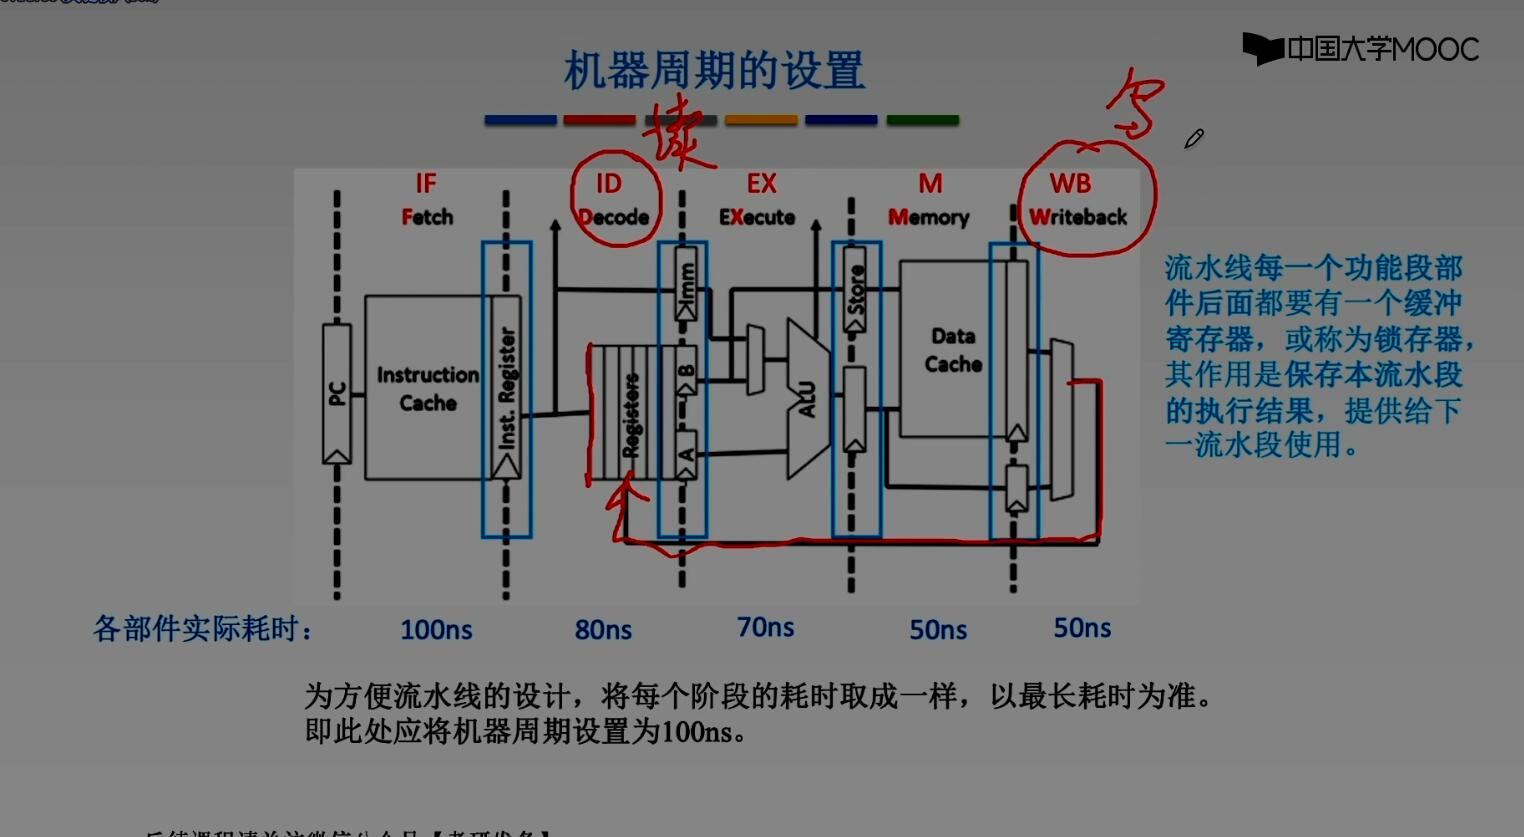 中国大学MOOC
机器周期的设置
写
读
IF
ID
EX
M
WB
Fetch
Decode
EXecute
Memory
Writeback
流水线每一个功能段部
件后面都要有一个缓冲
寄存器，或称为锁存器，
其作用是保存本流水段
的执行结果，提供给下
一流水段使用。
PC
Instruction
Cache
Inst. Register
Registers
Imm
B
A
ALU
Store
Data
Cache
各部件实际耗时： 100ns 80ns 70ns 50ns 50ns
为方便流水线的设计，将每个阶段的耗时取成一样，以最长耗时为准。
即此处应将机器周期设置为100ns。